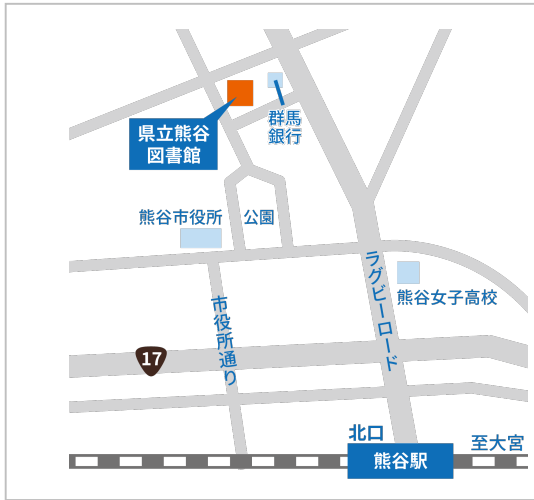 群馬
銀行
県立熊谷
図書館
熊谷市役所
公園
ラグビーロード
熊谷女子高校
市役所通り
17
北口
熊谷駅
至大宮